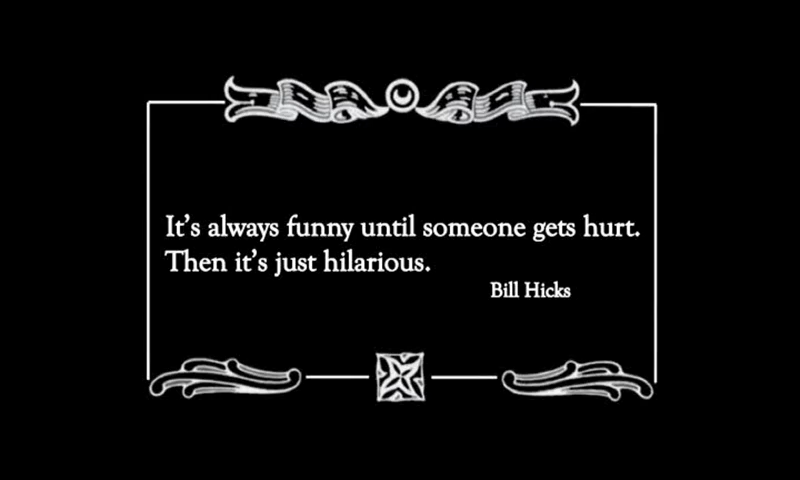 It's always funny until someone gets hurt.
Then it's just hilarious.
Bill Hicks